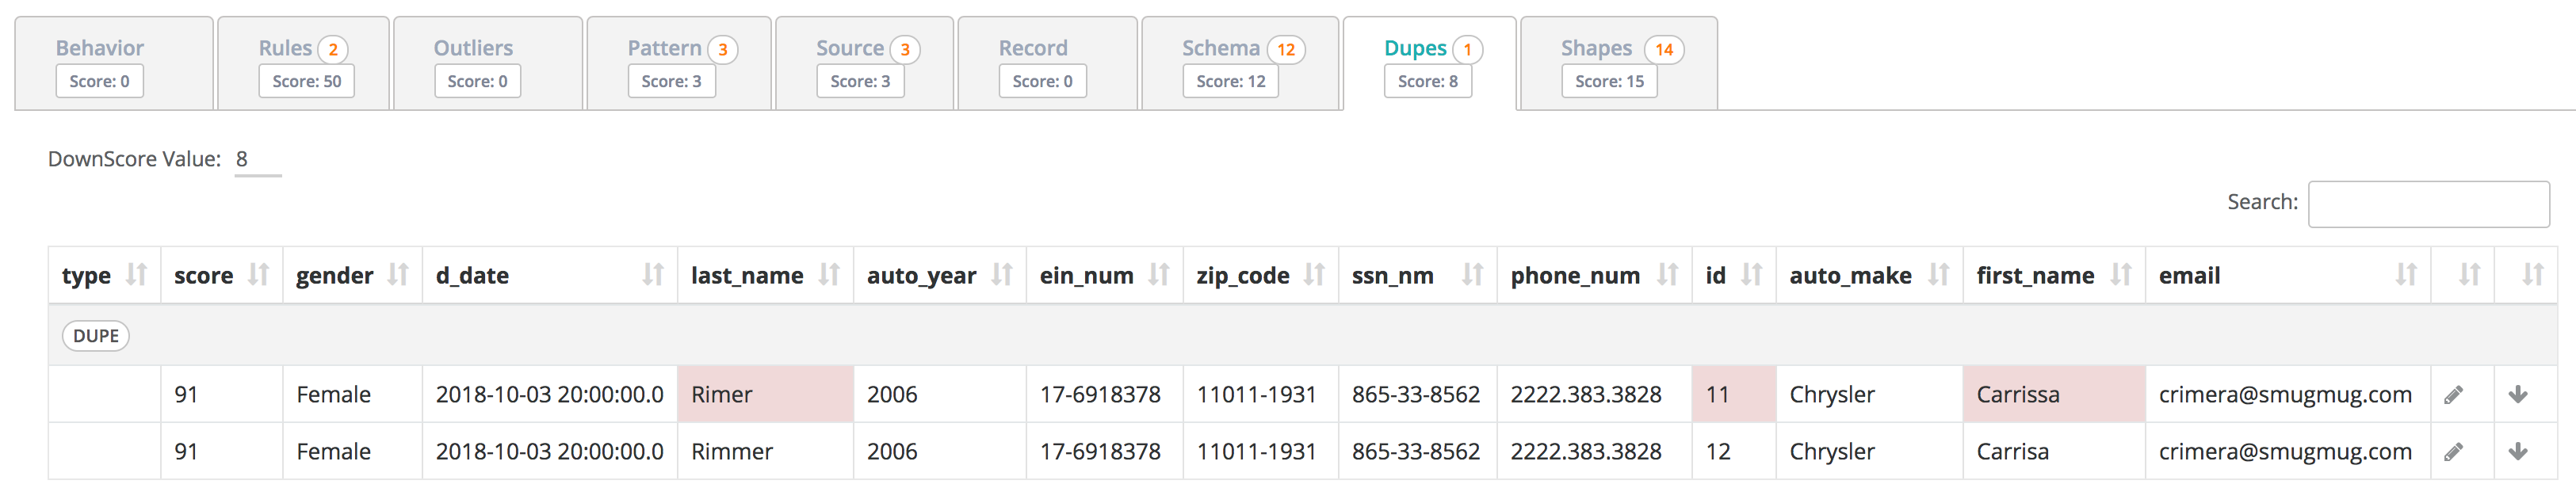 Behavior Rules 2 Outliers Pattern 3 Source 3 Record Schema 12 Dupes 1 Shapes 14
Score: 0 Score: 50 Score: 0 Score: 3 Score: 3 Score: 0 Score: 12 Score: 8 Score: 15
DownScore Value: 8
Search:
type score gender d_date last_name auto_year ein_num zip_code ssn_nm phone_num id auto_make first_name email
DUPE
91 Female 2018-10-03 20:00:00.0 Rimer 2006 17-6918378 11011-1931 865-33-8562 2222.383.3828 11 Chrysler Carrissa crimera@smugmug.com
91 Female 2018-10-03 20:00:00.0 Rimmer 2006 17-6918378 11011-1931 865-33-8562 2222.383.3828 12 Chrysler Carrisa crimera@smugmug.com